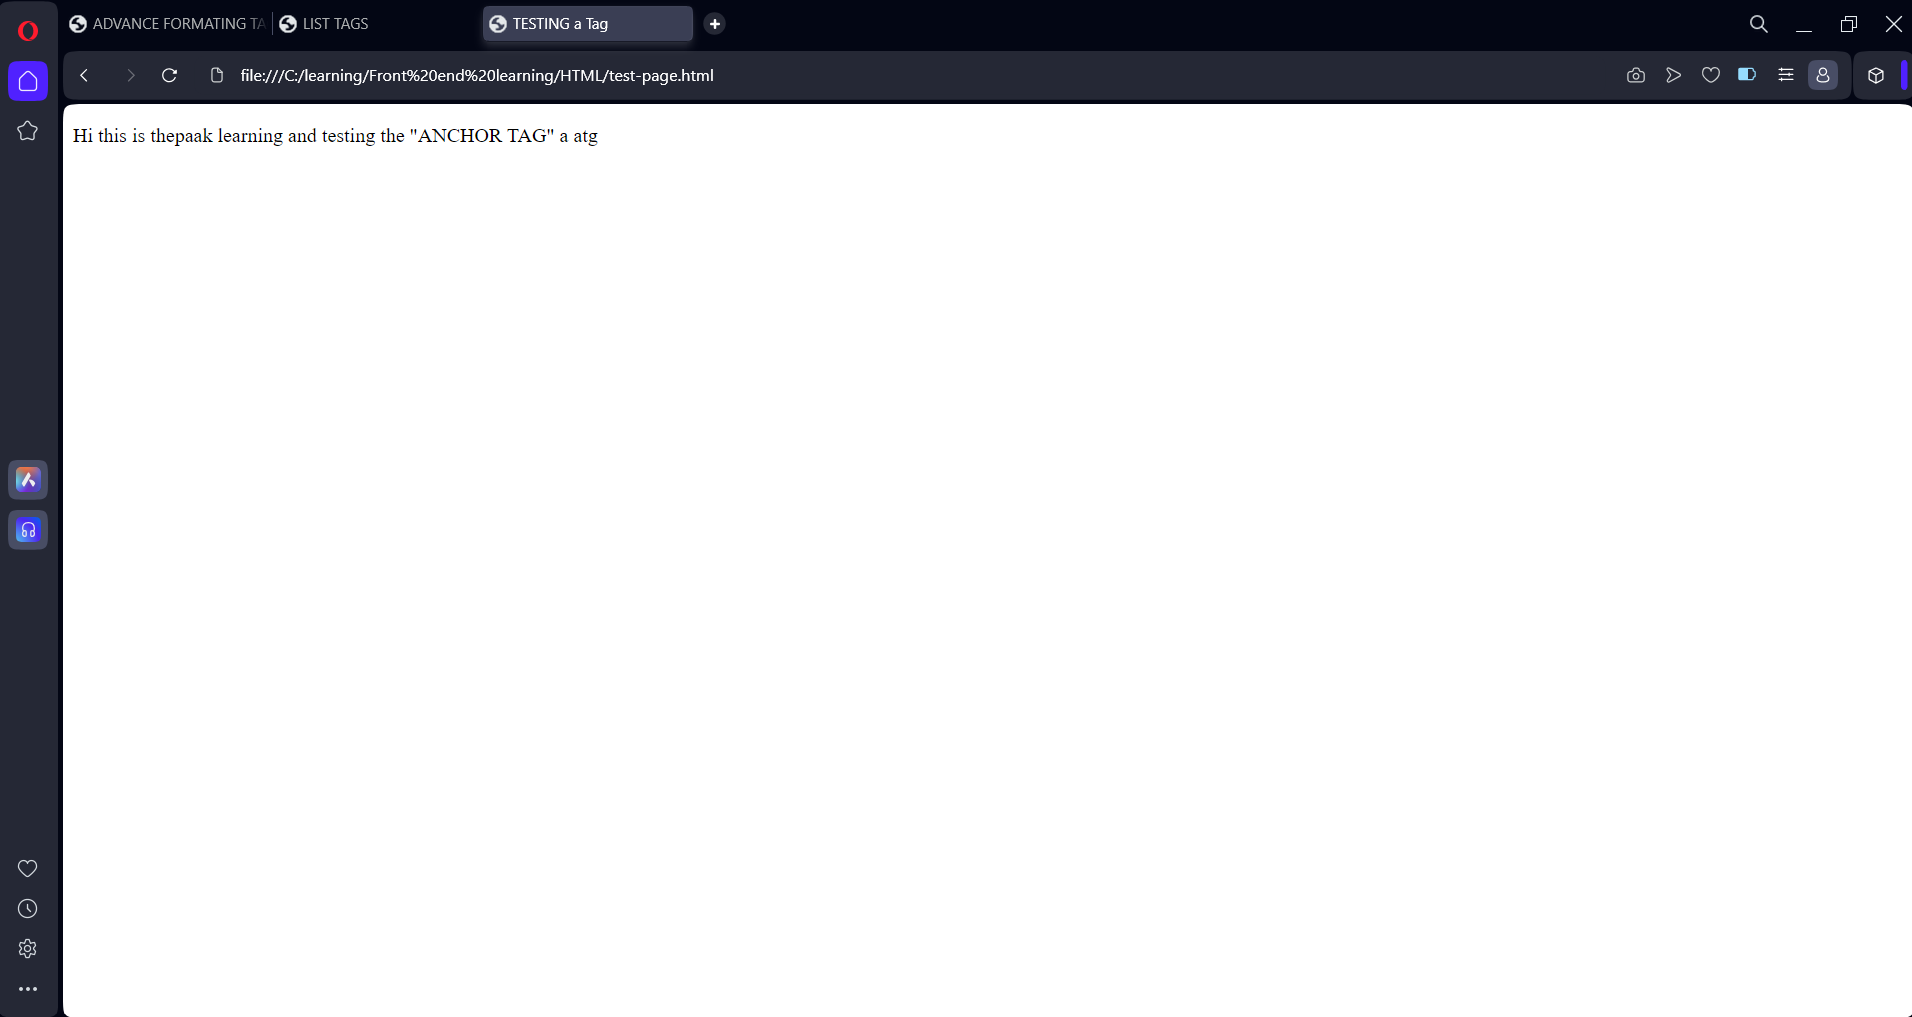 ADVANCE FORMATING TA
LIST TAGS
TESTING a Tag
file:///C:/learning/Front%20end%20learning/HTML/test-page.html
Hi this is thepaak learning and testing the "ANCHOR TAG" a atg